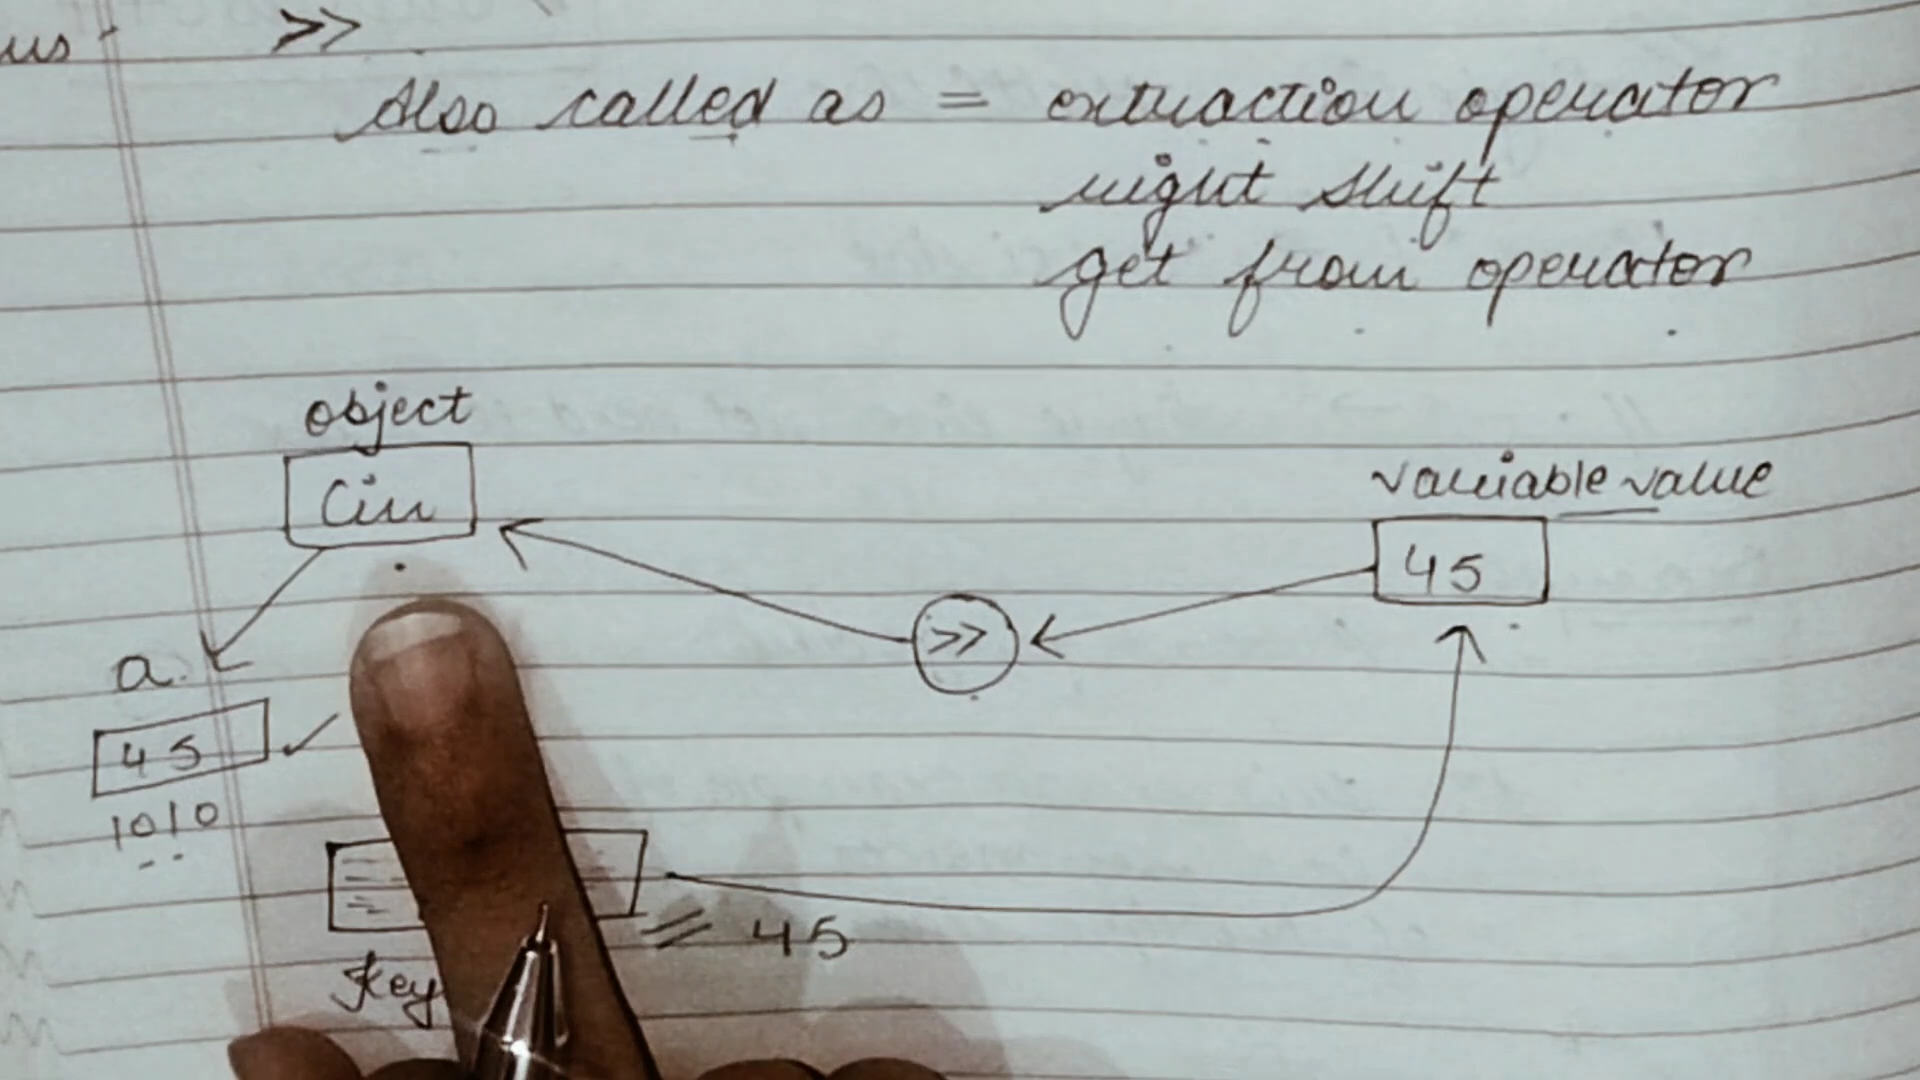 us >>
Also called as = extraction operator
right shift
get from operator
object
Cin
variable value
45
>>
a.
45
1010
45
Key